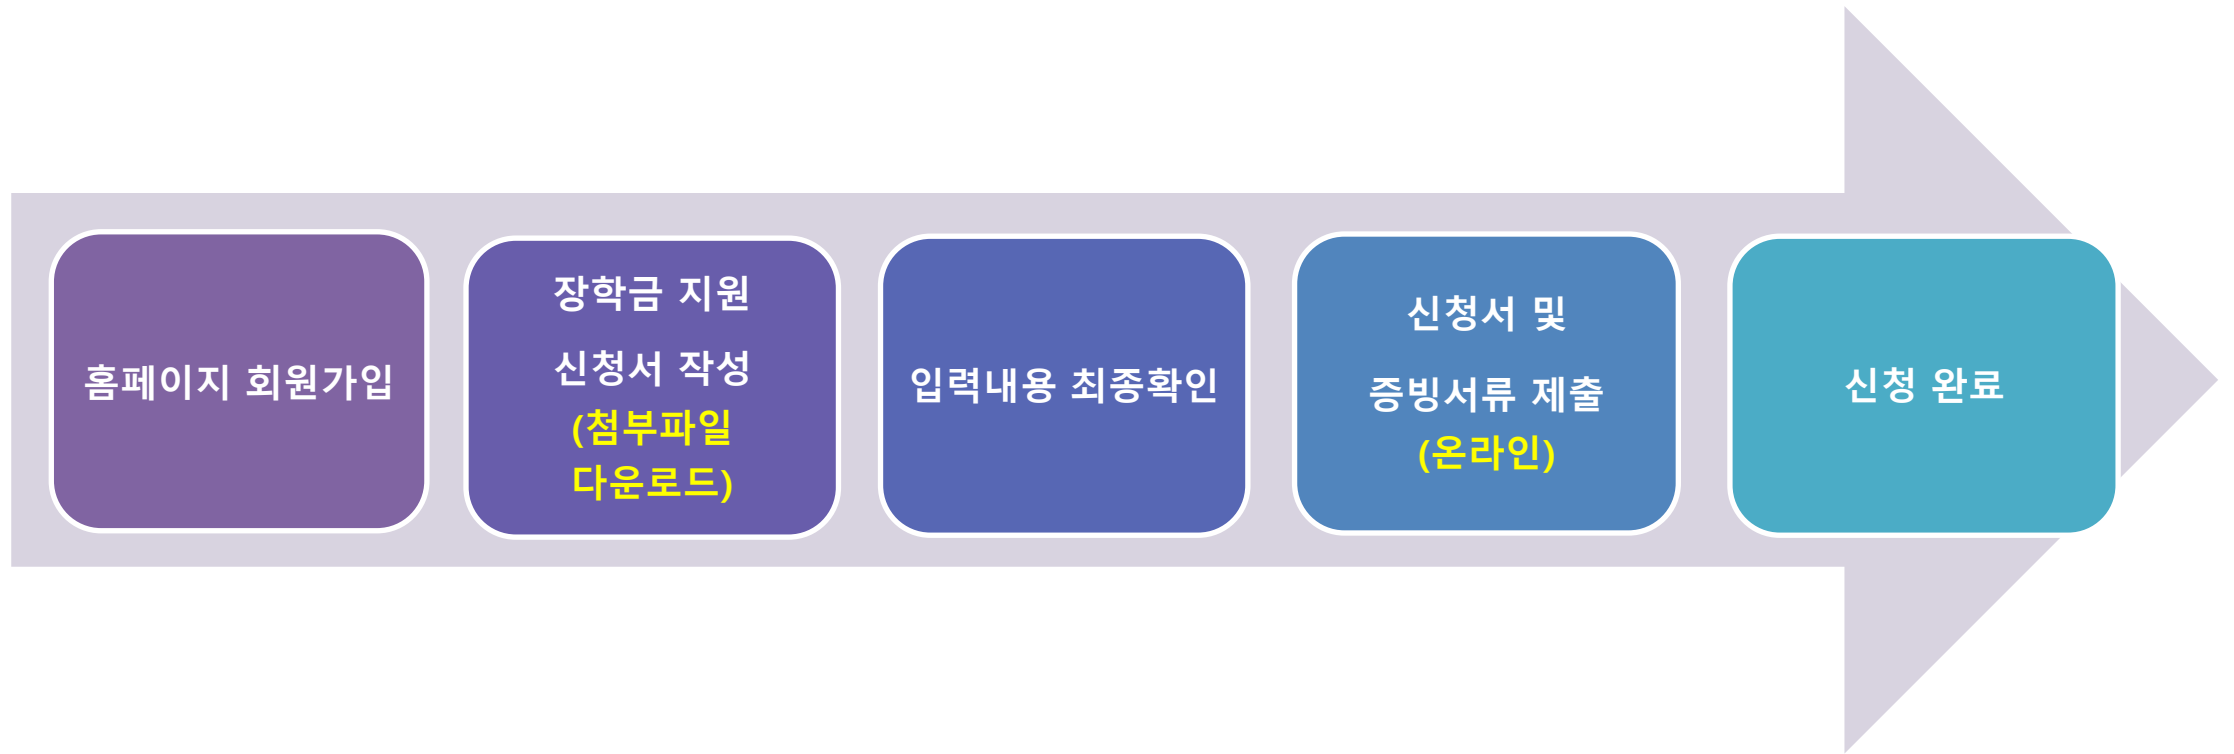 홈페이지 회원가입
장학금 지원
신청서 작성
(첨부파일
다운로드)
입력내용 최종확인
신청서 및
증빙서류 제출
(온라인)
신청 완료